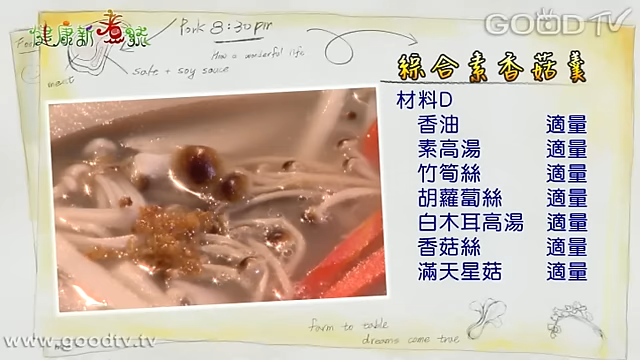 健康新煮錄
GOODTV
Pork 8:30pm
How a wonderful life
meat
safe + soy sauce
綜合素香菇羹
材料D
香油 適量
素高湯 適量
竹筍絲 適量
胡蘿蔔絲 適量
白木耳高湯 適量
香菇絲 適量
滿天星菇 適量
farm to table
dreams come true
www.goodtv.tv